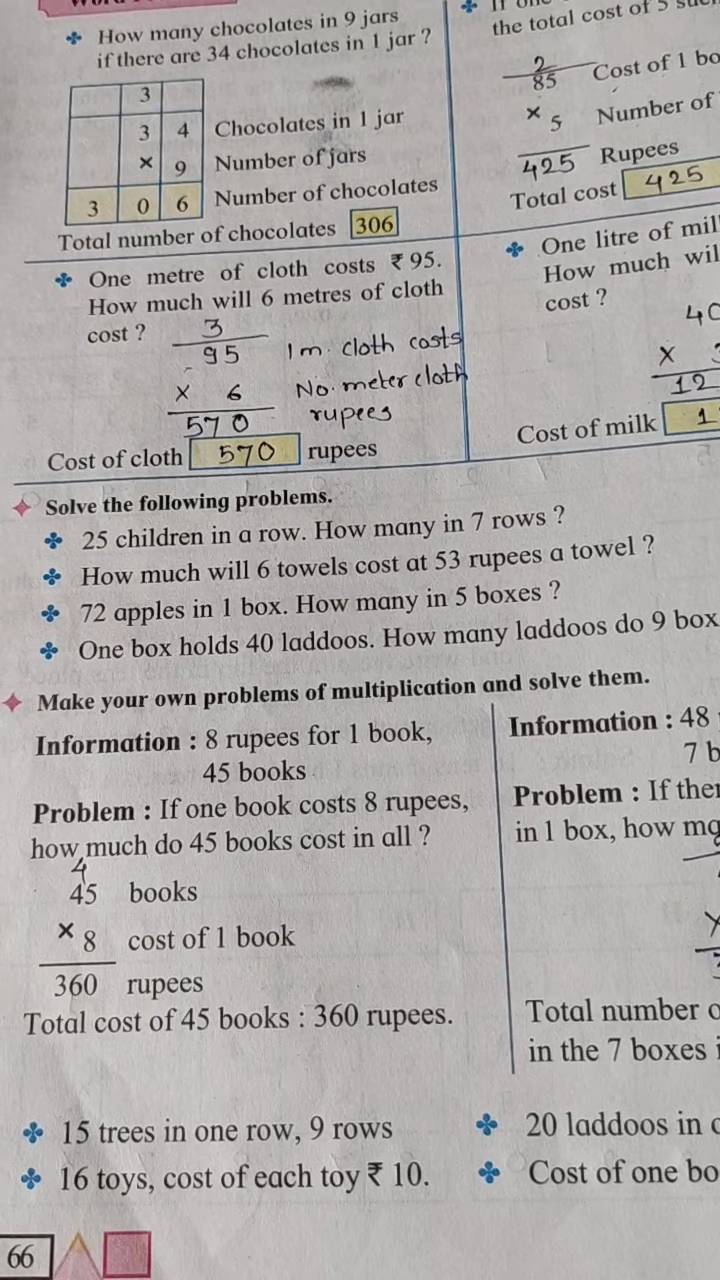 How many chocolates in 9 jars
if there are 34 chocolates in 1 jar ?
3
3 4 Chocolates in 1 jar
× 9 Number of jars
3 0 6 Number of chocolates
Total number of chocolates 306
the total cost of 5
2
85 Cost of 1
× 5 Number of
425 Rupees
Total cost 425
One metre of cloth costs ₹ 95.
How much will 6 metres of cloth
cost ?
3
95 1 m. cloth costs
× 6 No. meter cloth
570 rupees
Cost of cloth 570 rupees
One litre of
How much
cost ?
40
×
12
Cost of milk 1
Solve the following problems.
25 children in a row. How many in 7 rows ?
How much will 6 towels cost at 53 rupees a towel ?
72 apples in 1 box. How many in 5 boxes ?
One box holds 40 laddoos. How many laddoos do 9 box
Make your own problems of multiplication and solve them.
Information : 8 rupees for 1 book,
45 books
Problem : If one book costs 8 rupees,
how much do 45 books cost in all ?
4
45 books
× 8 cost of 1 book
360 rupees
Total cost of 45 books : 360 rupees.
Information : 48
7 b
Problem : If
in 1 box, how
×
Total number
in the 7 boxes
15 trees in one row, 9 rows
16 toys, cost of each toy ₹ 10.
20 laddoos in
Cost of one bo
66